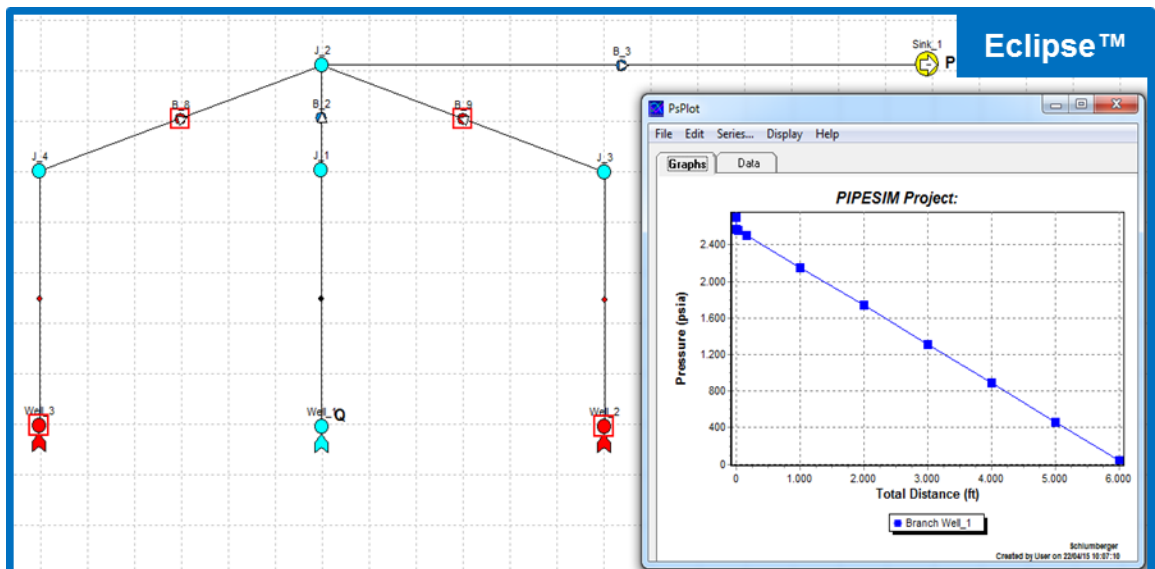 Eclipse™
Sink_1
J_2
B_3
P
B_8
B_2
B_9
J_4
J_1
J_3
Well_3
Well_1
Q
Well_2
PsPlot
File Edit Series... Display Help
Graphs Data
PIPESIM Project:
Pressure (psia)
2.400
2.000
1.600
1.200
800
400
0
0 1.000 2.000 3.000 4.000 5.000 6.000
Total Distance (ft)
Branch Well_1
Schlumberger
Created by User on 22/04/15 10:07:10